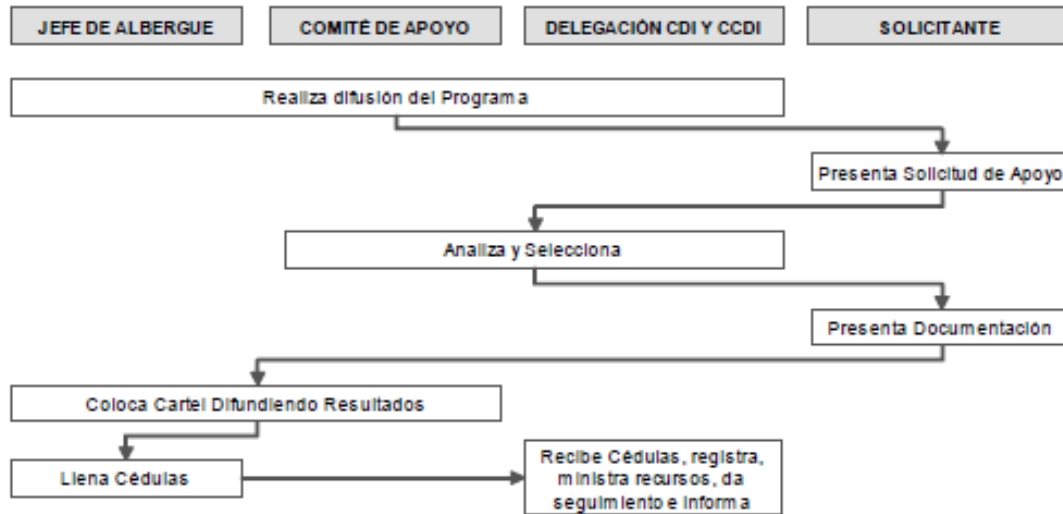 JEFE DE ALBERGUE
COMITÉ DE APOYO
DELEGACIÓN CDI Y CCDI
SOLICITANTE
Realiza difusión del Programa
Presenta Solicitud de Apoyo
Analiza y Selecciona
Presenta Documentación
Coloca Cartel Difundiendo Resultados
Llena Cédulas
Recibe Cédulas, registra,
ministra recursos, da
seguimiento e informa